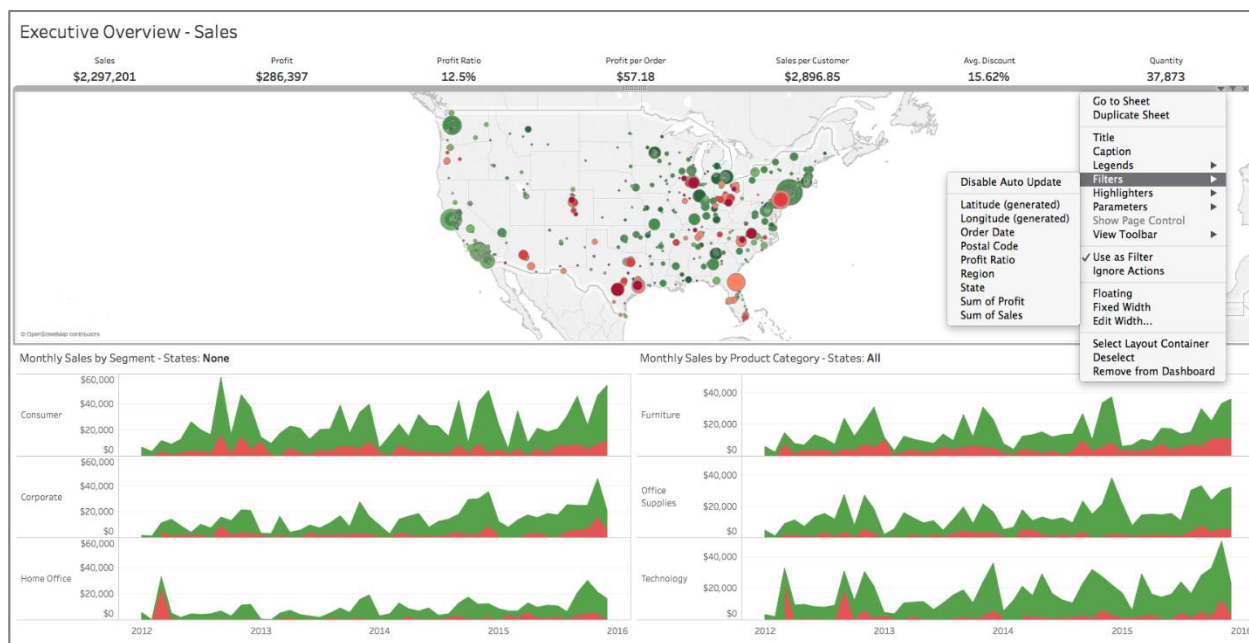 Executive Overview - Sales
Sales Profit Profit Ratio Profit per Order Sales per Customer Avg. Discount Quantity
$2,297,201 $286,397 12.5% $57.18 $2,896.85 15.62% 37,873
Go to Sheet
Duplicate Sheet
Title
Caption
Legends
Filters
Highlighters
Parameters
Show Page Control
View Toolbar
Use as Filter
Ignore Actions
Floating
Fixed Width
Edit Width...
Select Layout Container
Deselect
Remove from Dashboard
Disable Auto Update
Latitude (generated)
Longitude (generated)
Order Date
Postal Code
Profit Ratio
Region
State
Sum of Profit
Sum of Sales
© OpenStreetMap contributors
Monthly Sales by Segment - States: None
$60,000
Consumer
$40,000
$20,000
$0
$60,000
Corporate
$40,000
$20,000
$0
$60,000
Home Office
$40,000
$20,000
$0
2012 2013 2014 2015 2016
Monthly Sales by Product Category - States: All
Furniture
$40,000
$20,000
$0
Office
Supplies
$40,000
$20,000
$0
Technology
$40,000
$20,000
$0
2012 2013 2014 2015 2016